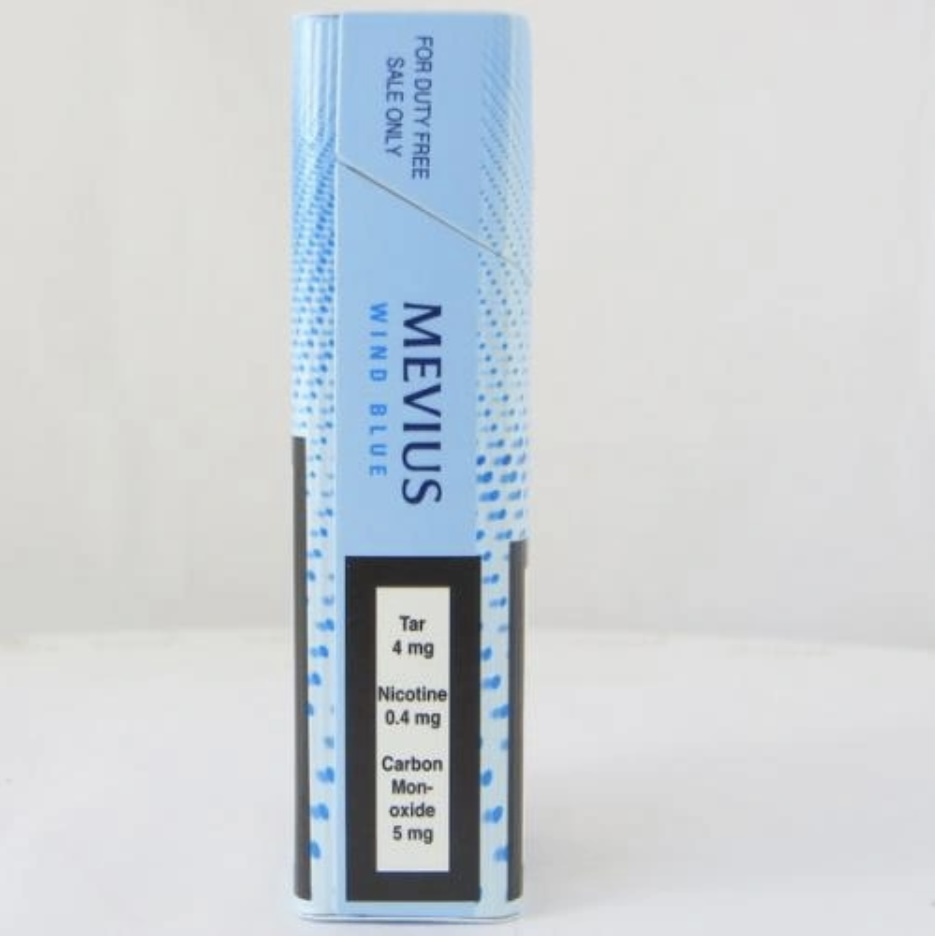 FOR DUTY FREE
SALE ONLY
MEVIUS
WIND BLUE
Tar
4 mg
Nicotine
0.4 mg
Carbon
Mon-
oxide
5 mg